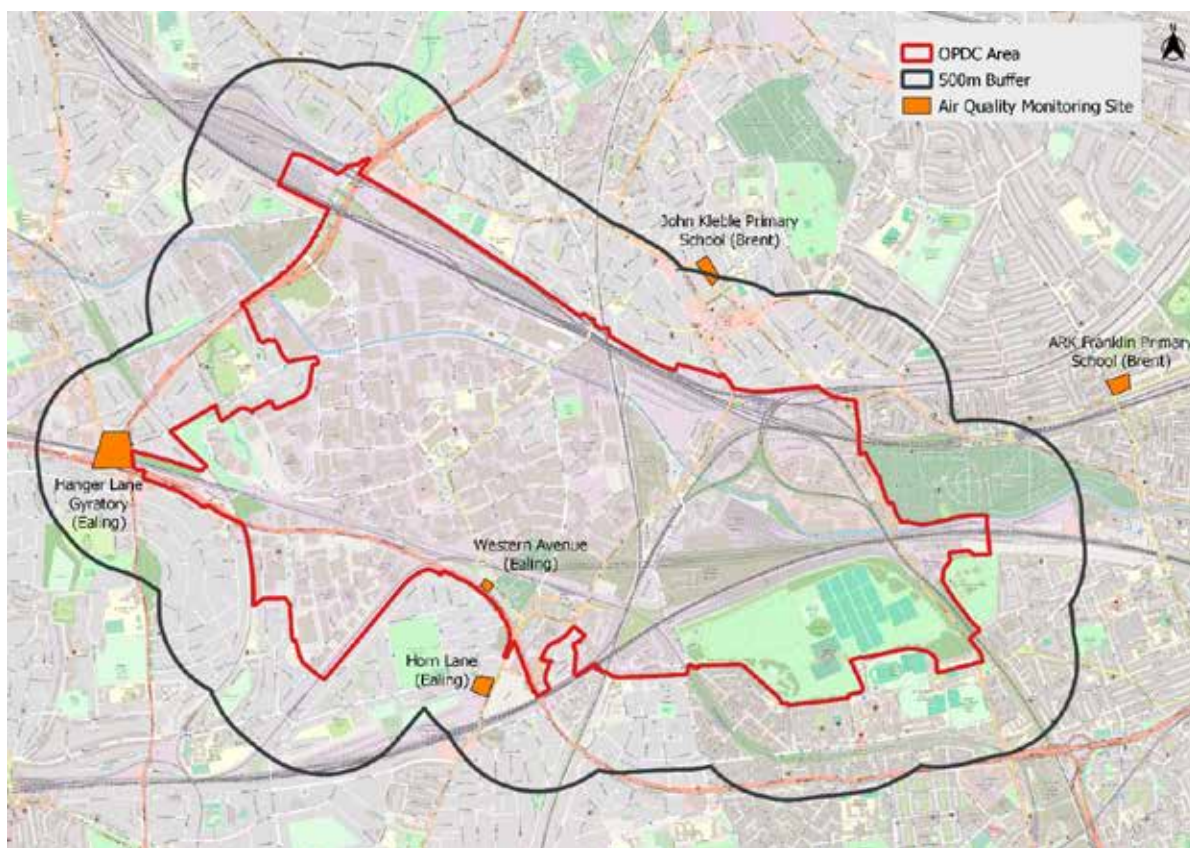 N
OPDC Area
500m Buffer
Air Quality Monitoring Site
John Kleble Primary
School (Brent)
ARK Franklin Primary
School (Brent)
Hanger Lane
Gyratory
(Ealing)
Western Avenue
(Ealing)
Horn Lane
(Ealing)